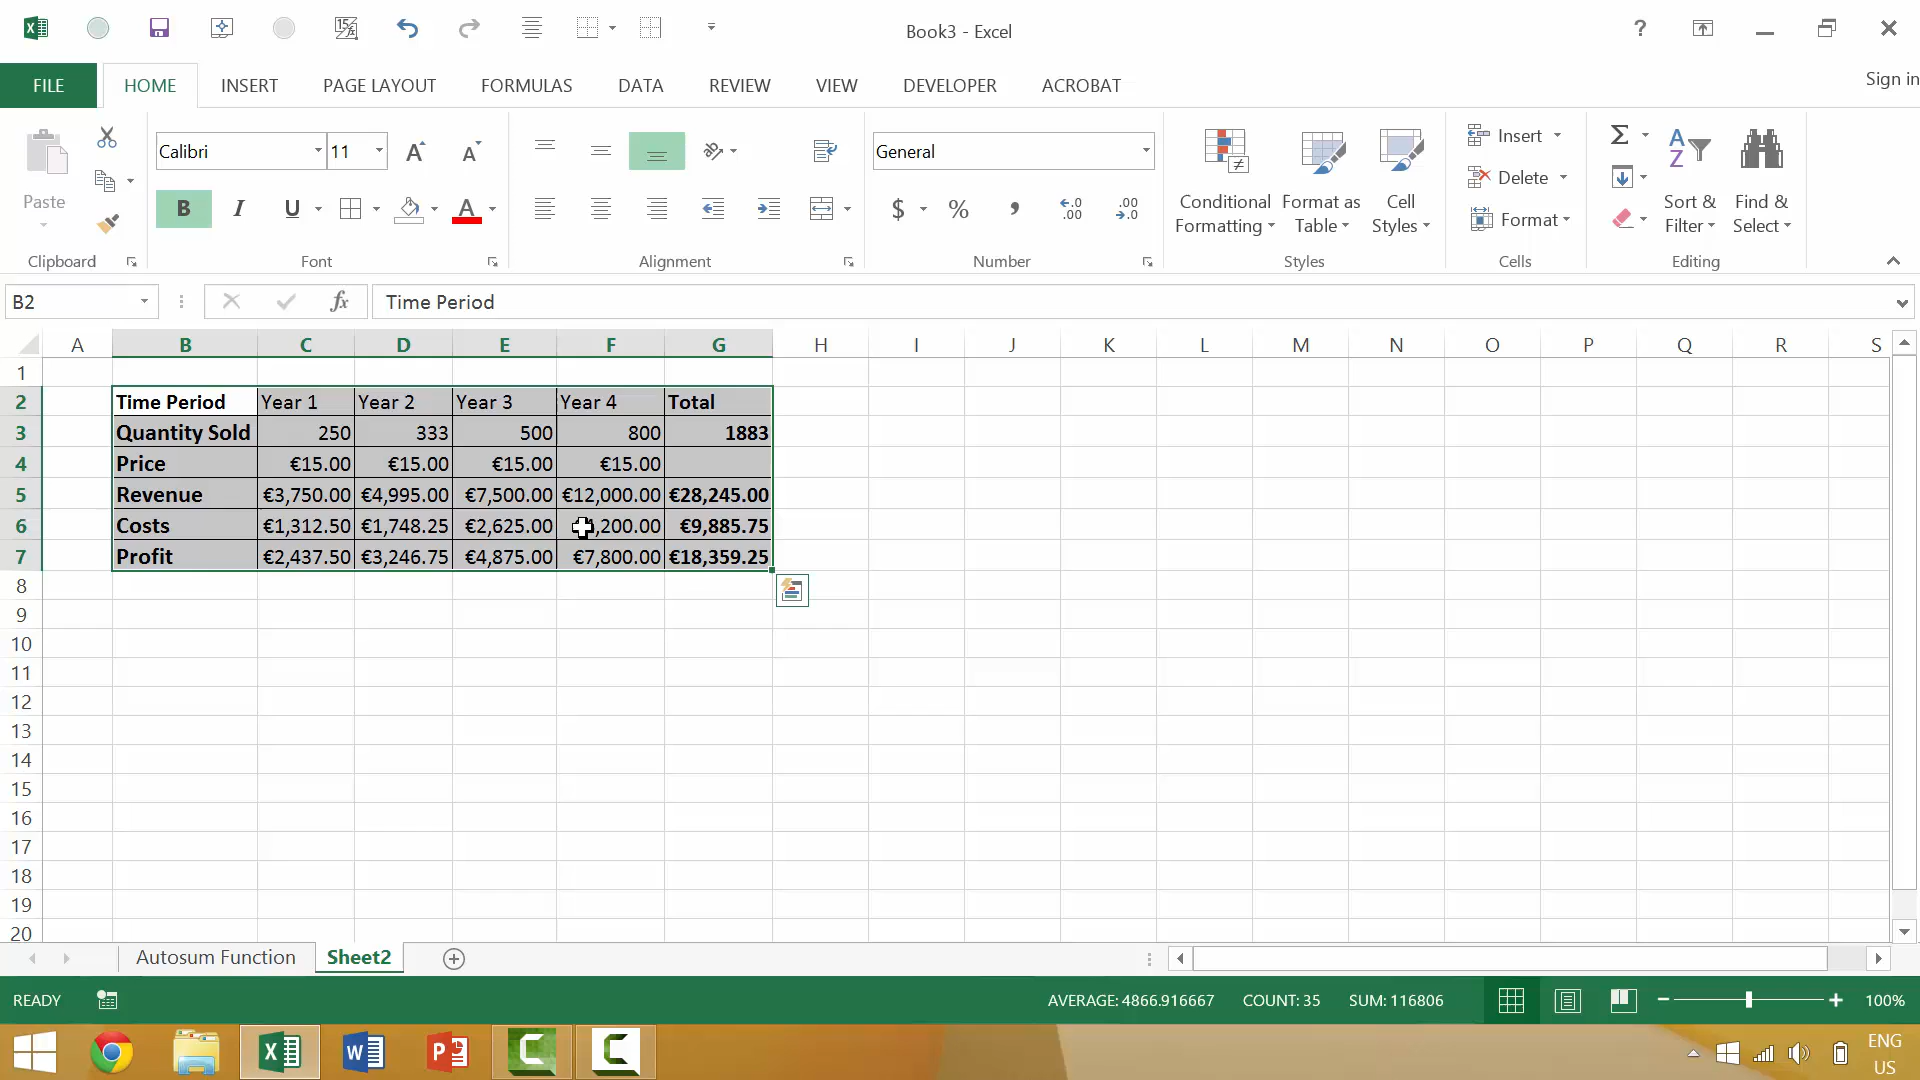 Book3 - Excel
?
Sign in
FILE HOME INSERT PAGE LAYOUT FORMULAS DATA REVIEW VIEW DEVELOPER ACROBAT
Paste
Clipboard
Calibri 11
B I U A
Font
Alignment
General
$ % ,
Number
Conditional Formatting
Format as Table
Cell Styles
Styles
Insert
Delete
Format
Cells
Σ
Sort & Filter
Find & Select
Editing
B2 fx Time Period
A B C D E F G H I J K L M N O P Q R S
1
2 Time Period Year 1 Year 2 Year 3 Year 4 Total
3 Quantity Sold 250 333 500 800 1883
4 Price €15.00 €15.00 €15.00 €15.00
5 Revenue €3,750.00 €4,995.00 €7,500.00 €12,000.00 €28,245.00
6 Costs €1,312.50 €1,748.25 €2,625.00 ,200.00 €9,885.75
7 Profit €2,437.50 €3,246.75 €4,875.00 €7,800.00 €18,359.25
8
9
10
11
12
13
14
15
16
17
18
19
20
Autosum Function Sheet2
READY AVERAGE: 4866.916667 COUNT: 35 SUM: 116806 100%
ENG
US